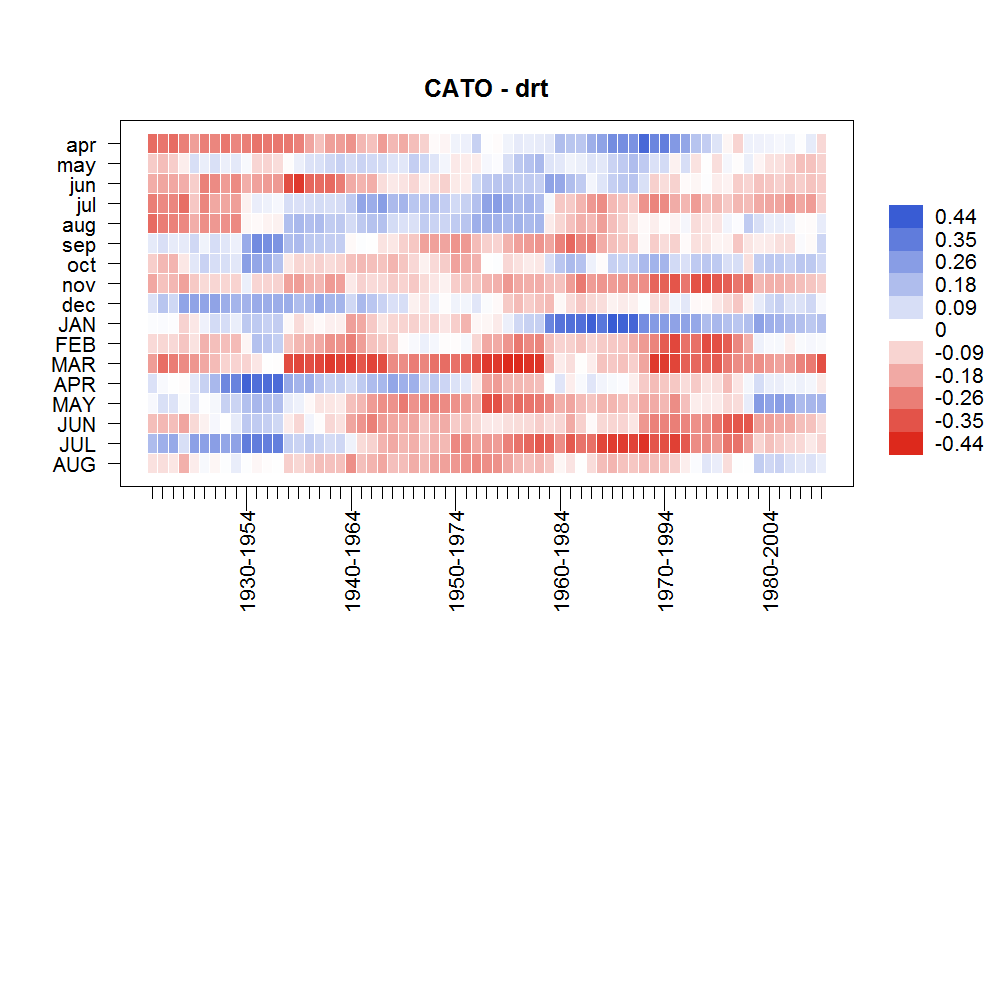 CATO - drt
apr
may
jun
jul
aug
sep
oct
nov
dec
JAN
FEB
MAR
APR
MAY
JUN
JUL
AUG
1930-1954
1940-1964
1950-1974
1960-1984
1970-1994
1980-2004
0.44
0.35
0.26
0.18
0.09
0
-0.09
-0.18
-0.26
-0.35
-0.44